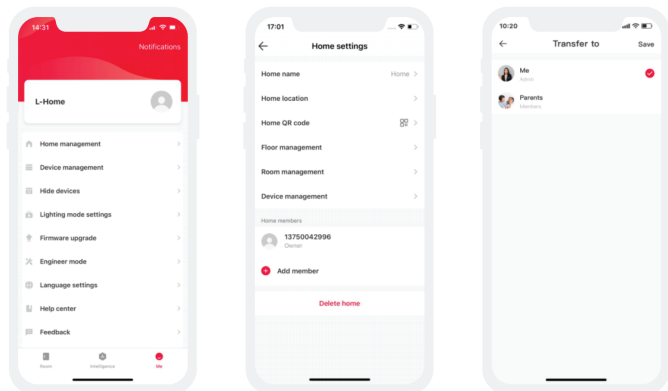 14:31
Notifications
L-Home
Home management
Device management
Hide devices
Lighting mode settings
Firmware upgrade
Engineer mode
Language settings
Help center
Feedback
Room
Intelligence
Me
17:01
Home settings
Home name
Home
Home location
Home QR code
Floor management
Room management
Device management
Home members
13750042996
Owner
Add member
Delete home
10:20
Transfer to
Save
Me
Admin
Parents
Members